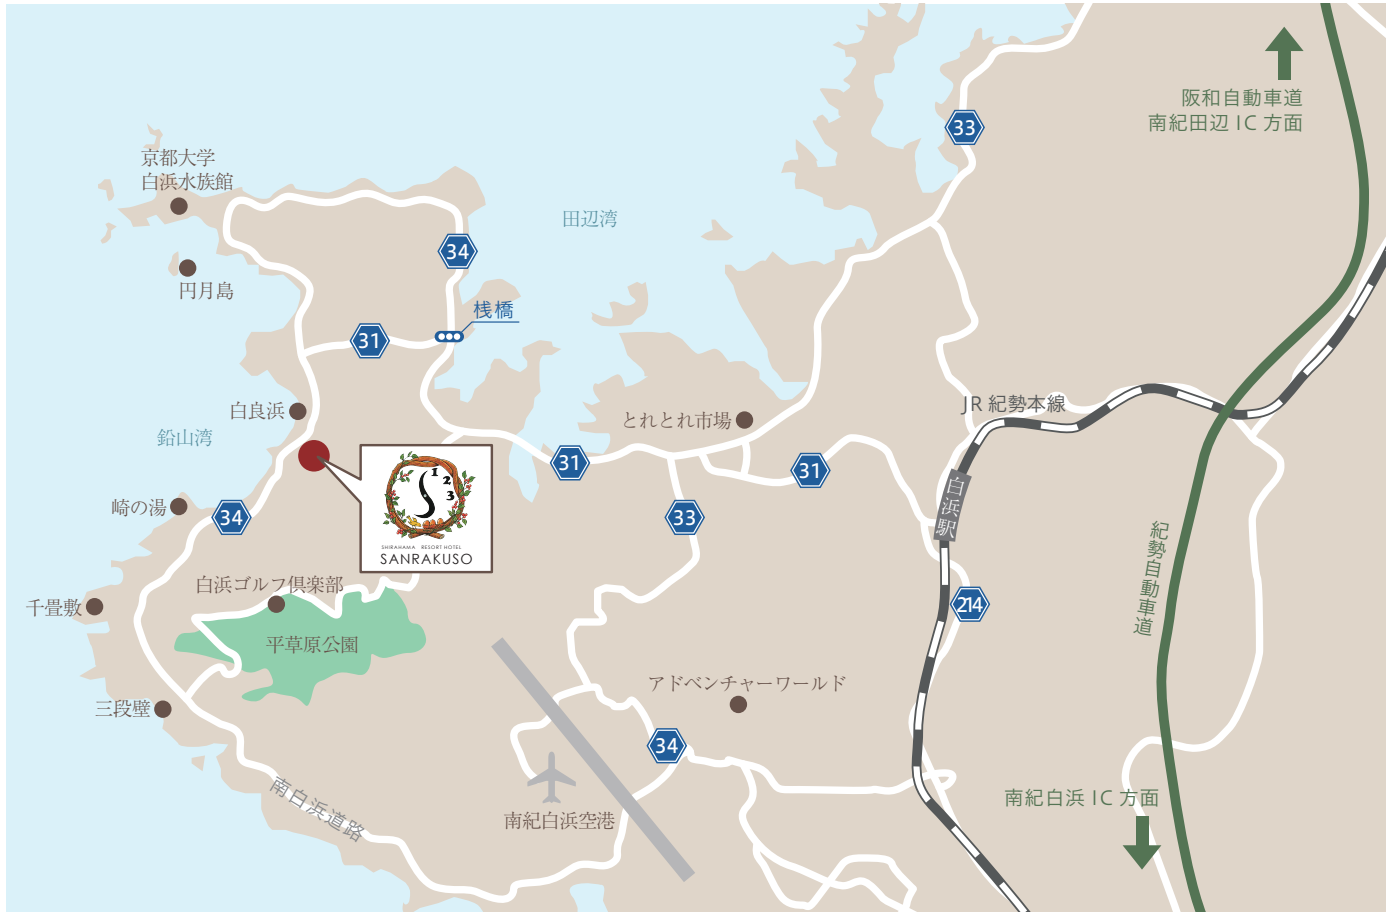 阪和自動車道
南紀田辺 IC 方面
33
京都大学
白浜水族館
田辺湾
34
円月島
桟橋
31
白良浜
JR 紀勢本線
とれとれ市場
鉛山湾
31
31
1
2
3
S
SHIRAHAMA RESORT HOTEL
SANRAKUSO
崎の湯
34
33
白浜駅
紀勢自動車道
白浜ゴルフ倶楽部
千畳敷
214
平草原公園
アドベンチャーワールド
三段壁
34
南白浜道路
南紀白浜 IC 方面
南紀白浜空港